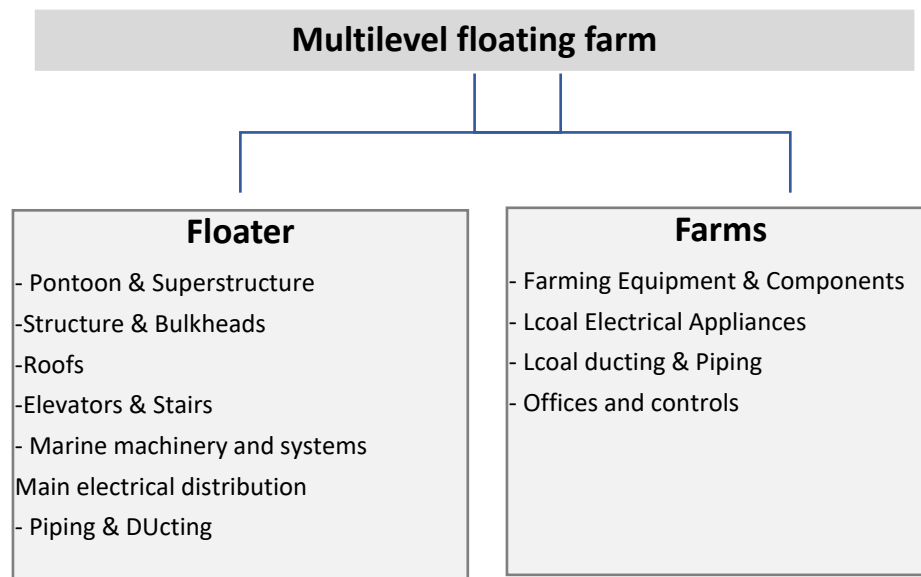 Multilevel floating farm
Floater
- Pontoon & Superstructure
-Structure & Bulkheads
-Roofs
-Elevators & Stairs
- Marine machinery and systems
Main electrical distribution
- Piping & DUcting
Farms
- Farming Equipment & Components
- Lcoal Electrical Appliances
- Lcoal ducting & Piping
- Offices and controls